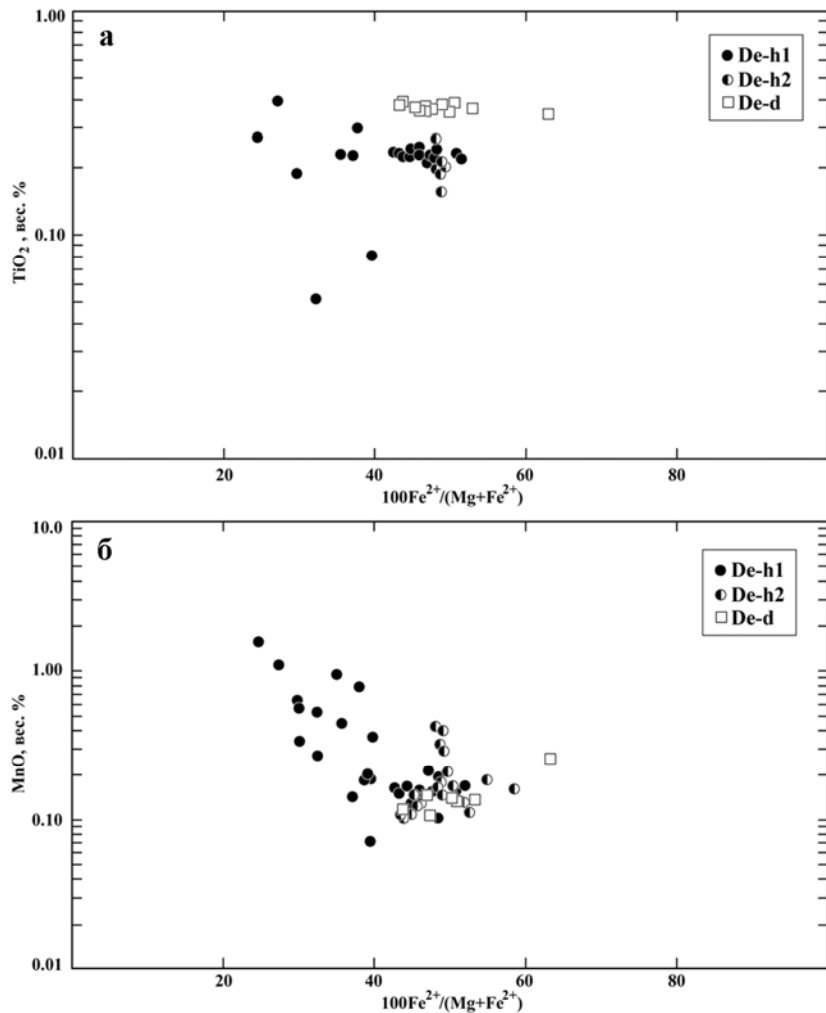 а
1.00
0.10
0.01
TiO₂ , вес. %
De-h1
De-h2
De-d
20
40
60
80
100Fe²⁺/(Mg+Fe²⁺)
б
10.0
1.00
0.10
0.01
MnO, вес. %
De-h1
De-h2
De-d
20
40
60
80
100Fe²⁺/(Mg+Fe²⁺)